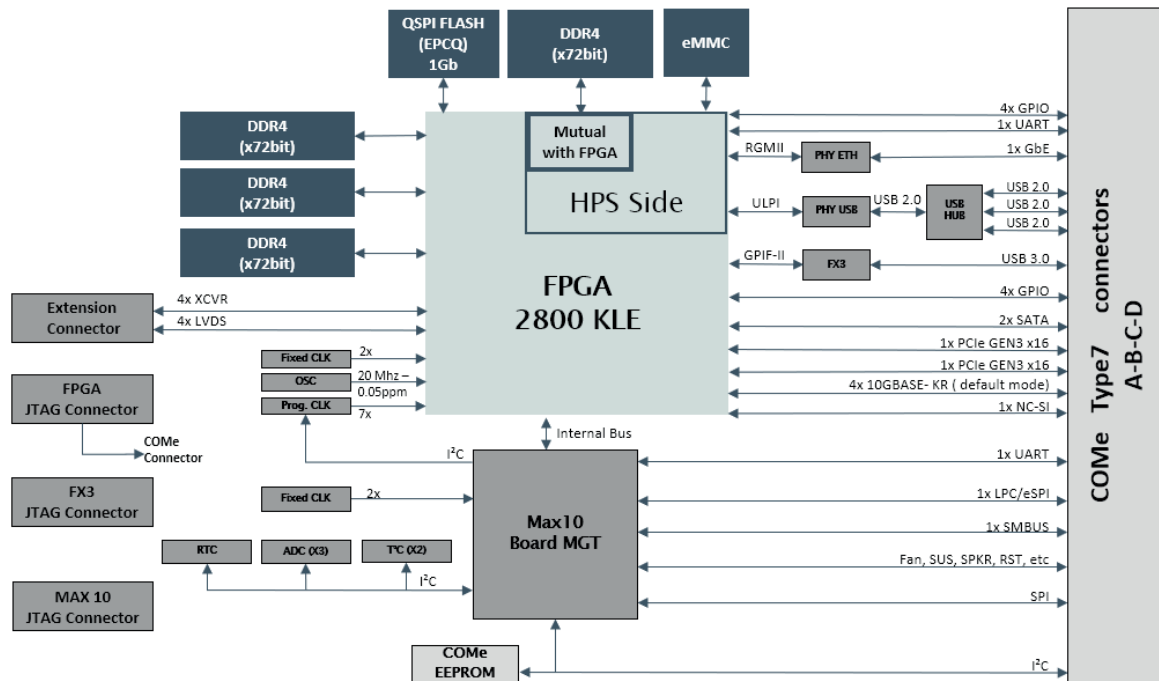 QSPI FLASH
(EPCQ)
1Gb
DDR4
(x72bit)
eMMC
DDR4
(x72bit)
DDR4
(x72bit)
DDR4
(x72bit)
Mutual
with FPGA
HPS Side
FPGA
2800 KLE
4x GPIO
1x UART
RGMII
PHY ETH
1x GbE
ULPI
PHY USB
USB 2.0
USB
HUB
USB 2.0
USB 2.0
USB 2.0
GPIF-II
FX3
USB 3.0
4x GPIO
2x SATA
1x PCIe GEN3 x16
1x PCIe GEN3 x16
4x 10GBASE- KR ( default mode)
1x NC-SI
COMe Type7 connectors
A-B-C-D
Extension
Connector
4x XCVR
4x LVDS
Fixed CLK
2x
OSC
20 Mhz –
0.05ppm
Prog. CLK
7x
FPGA
JTAG Connector
COMe
Connector
I²C
Internal Bus
FX3
JTAG Connector
Fixed CLK
2x
Max10
Board MGT
1x UART
1x LPC/eSPI
1x SMBUS
Fan, SUS, SPKR, RST, etc
SPI
RTC
ADC (X3)
T°C (X2)
I²C
MAX 10
JTAG Connector
COMe
EEPROM
I²C